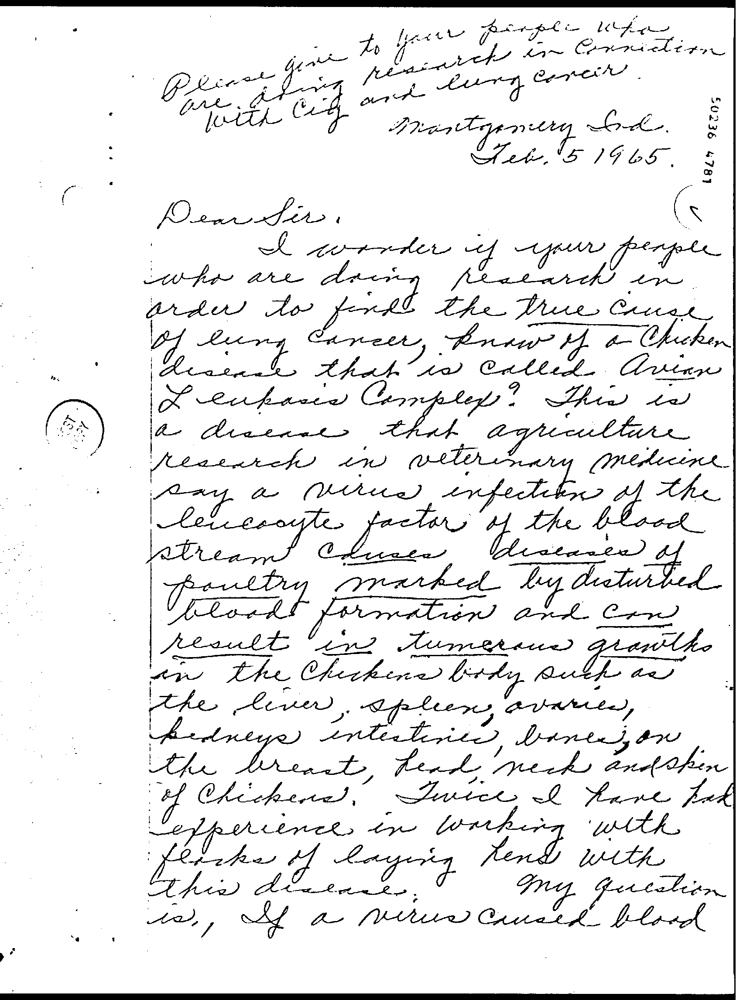 Please give to your people who
are doing research in Connection
with Cig and lung cancer.
Montgomery Ind.
Feb. 5 1965.
50236 4781
Dear Sir.
I wonder if your people
who are doing research in
order to find the true cause
of lung cancer, know of a Chicken
disease that is called Avian
Leukosis Complex? This is
a disease that agriculture
research in veterinary medicine
say a virus infection of the
leucocyte factor of the blood
stream causes diseases of
poultry marked by disturbed
blood formation and can
result in tumerous growths
in the Chickens body such as
the liver, spleen, ovaries,
kedneys intestines, bones, on
the breast, head, neck and skin
of Chickens. Twice I have had
experience in working with
flocks of laying hens with
this disease. My question
is., If a virus caused blood